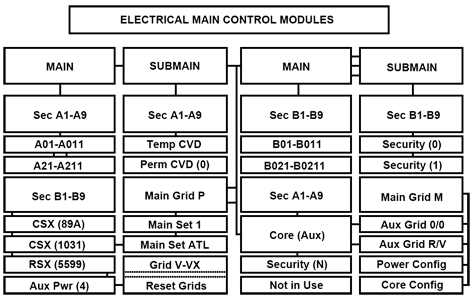 ELECTRICAL MAIN CONTROL MODULES
MAIN
Sec A1-A9
A01-A011
A21-A211
Sec B1-B9
CSX (89A)
CSX (1031)
RSX (5599)
Aux Pwr (4)
SUBMAIN
Sec A1-A9
Temp CVD
Perm CVD (0)
Main Grid P
Main Set 1
Main Set ATL
Grid V-VX
Reset Grids
MAIN
Sec B1-B9
B01-B011
B021-B0211
Sec A1-A9
Core (Aux)
Security (N)
Not in Use
SUBMAIN
Sec B1-B9
Security (0)
Security (1)
Main Grid M
Aux Grid 0/0
Aux Grid R/V
Power Config
Core Config